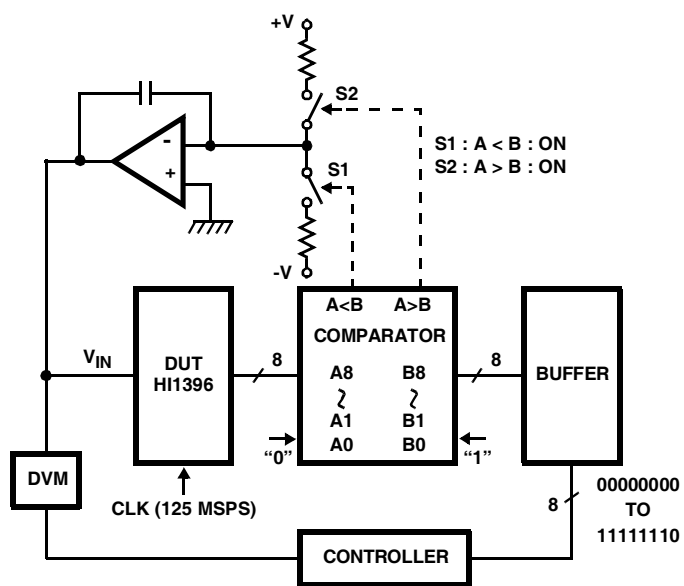 +V
S2
-
+
S1 : A < B : ON
S2 : A > B : ON
S1
-V
A<B A>B
COMPARATOR
VIN
DUT
HI1396
8
A8 B8
A1 B1
A0 B0
8
BUFFER
"0"
"1"
DVM
CLK (125 MSPS)
8
00000000
TO
11111110
CONTROLLER